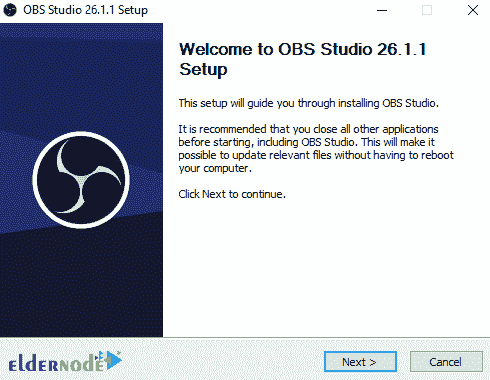 OBS Studio 26.1.1 Setup
Welcome to OBS Studio 26.1.1
Setup
This setup will guide you through installing OBS Studio.
It is recommended that you close all other applications
before starting, including OBS Studio. This will make it
possible to update relevant files without having to reboot
your computer.
Click Next to continue.
elderNode
Next >
Cancel